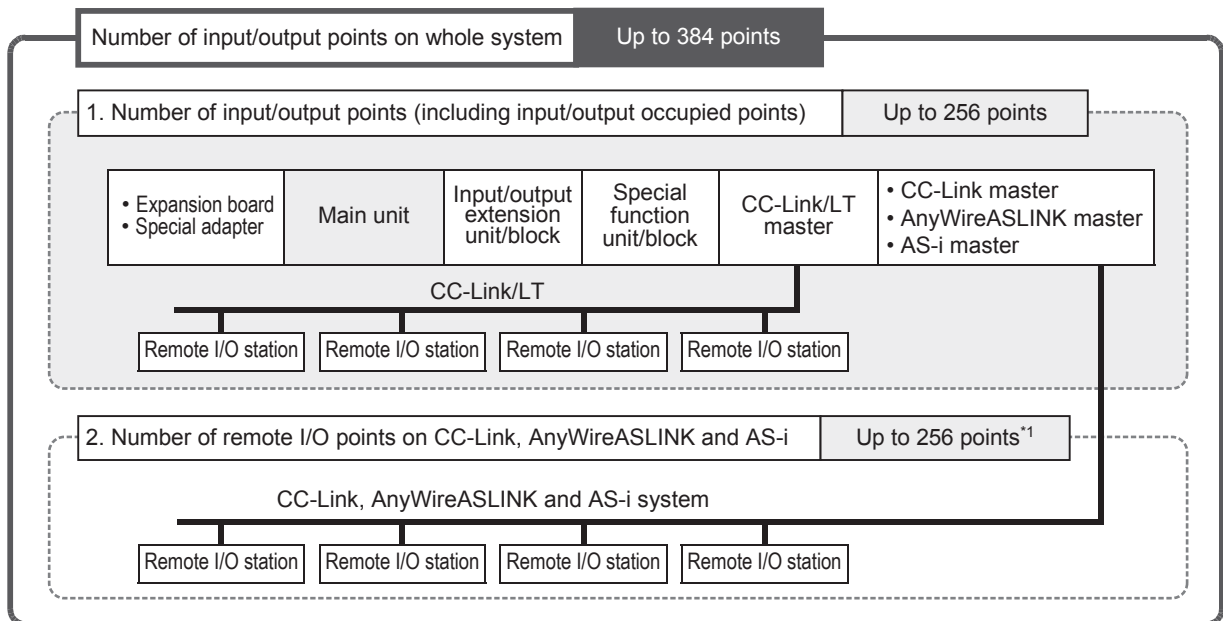 Number of input/output points on whole system
Up to 384 points
1. Number of input/output points (including input/output occupied points)
Up to 256 points
• Expansion board
• Special adapter
Main unit
Input/output
extension
unit/block
Special
function
unit/block
CC-Link/LT
master
• CC-Link master
• AnyWireASLINK master
• AS-i master
CC-Link/LT
Remote I/O station
Remote I/O station
Remote I/O station
Remote I/O station
2. Number of remote I/O points on CC-Link, AnyWireASLINK and AS-i
Up to 256 points*1
CC-Link, AnyWireASLINK and AS-i system
Remote I/O station
Remote I/O station
Remote I/O station
Remote I/O station